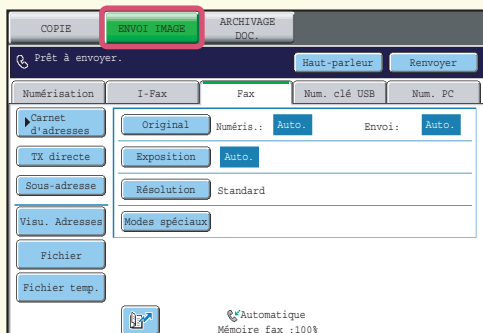 COPIE
ENVOI IMAGE
ARCHIVAGE
DOC.
Prêt à envoyer.
Haut-parleur
Renvoyer
Numérisation
I-Fax
Fax
Num. clé USB
Num. PC
Carnet
d'adresses
Original
Numéris.:
Auto.
Envoi:
Auto.
TX directe
Exposition
Auto.
Sous-adresse
Résolution
Standard
Visu. Adresses
Modes spéciaux
Fichier
Fichier temp.
Automatique
Mémoire fax :100%